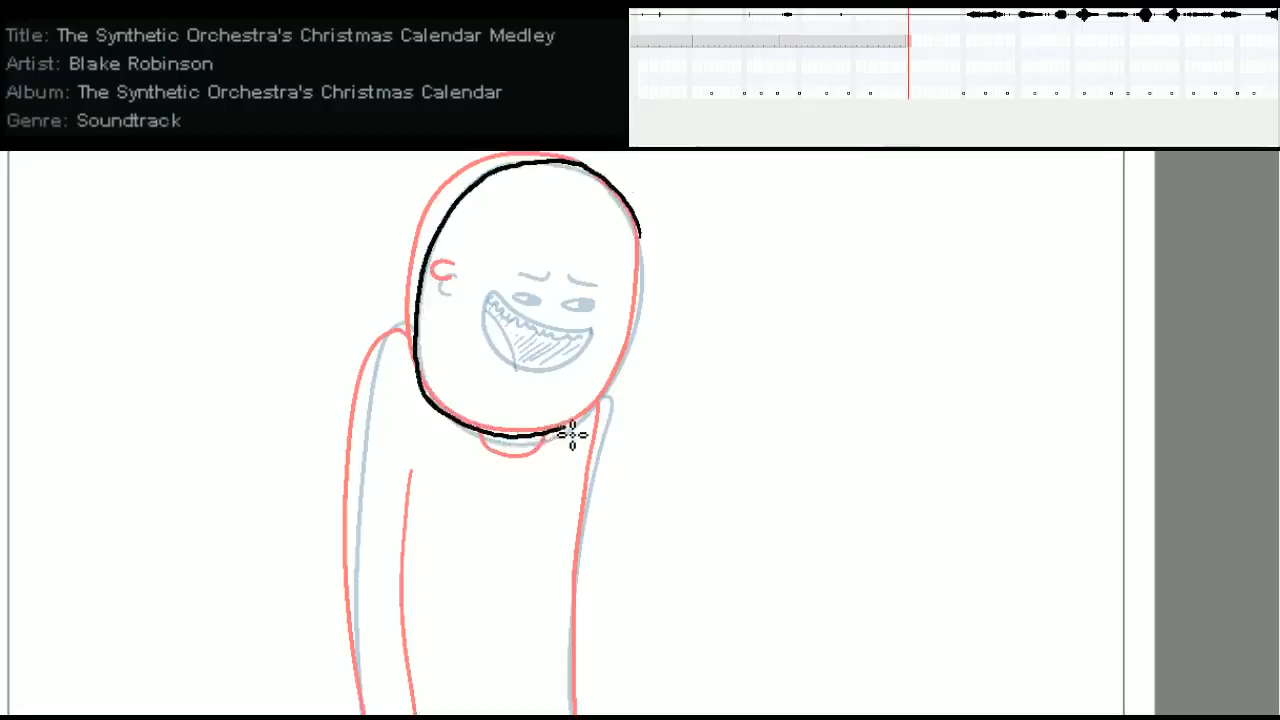 Title: The Synthetic Orchestra's Christmas Calendar Medley
Artist: Blake Robinson
Album: The Synthetic Orchestra's Christmas Calendar
Genre: Soundtrack